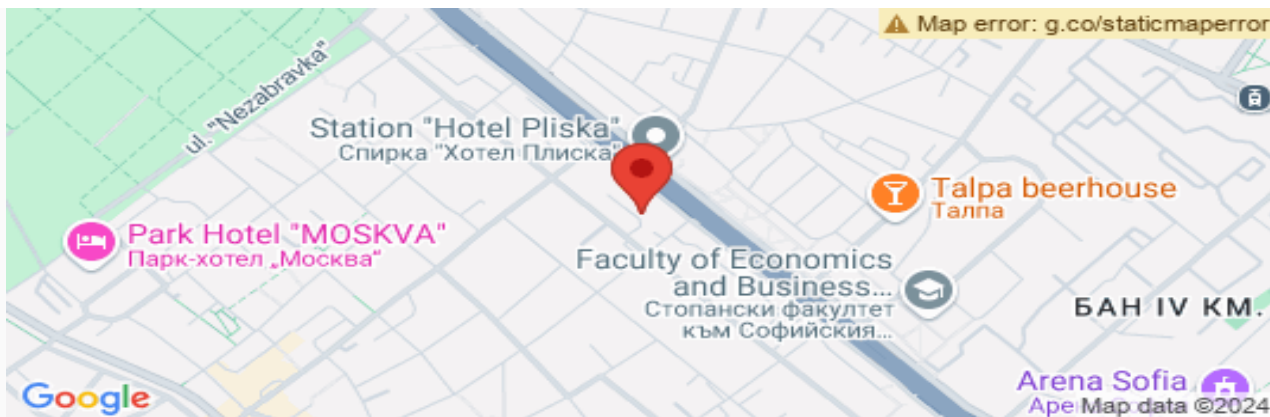 Map error: g.co/staticmaperror
ul. "Nezabravka"
Station "Hotel Pliska"
Спирка "Хотел Плиска"
Talpa beerhouse
Талпа
Park Hotel "MOSKVA"
Парк-хотел „Москва“
Faculty of Economics
and Business...
Стопански факултет
към Софийския...
БАН IV КМ.
Arena Sofia
Google
Map data ©2024